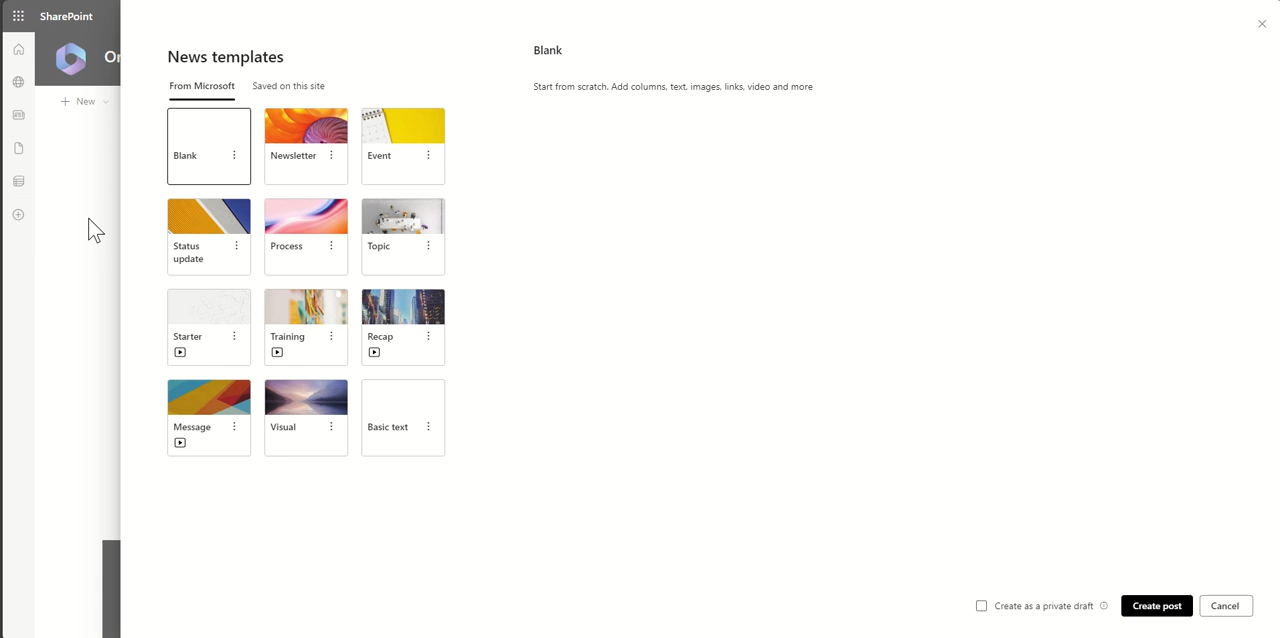 SharePoint
Or
New
News templates
From Microsoft Saved on this site
Blank
Newsletter
Event
Status
update
Process
Topic
Starter
Training
Recap
Message
Visual
Basic text
Blank
Start from scratch. Add columns, text, images, links, video and more
Create as a private draft
Create post
Cancel